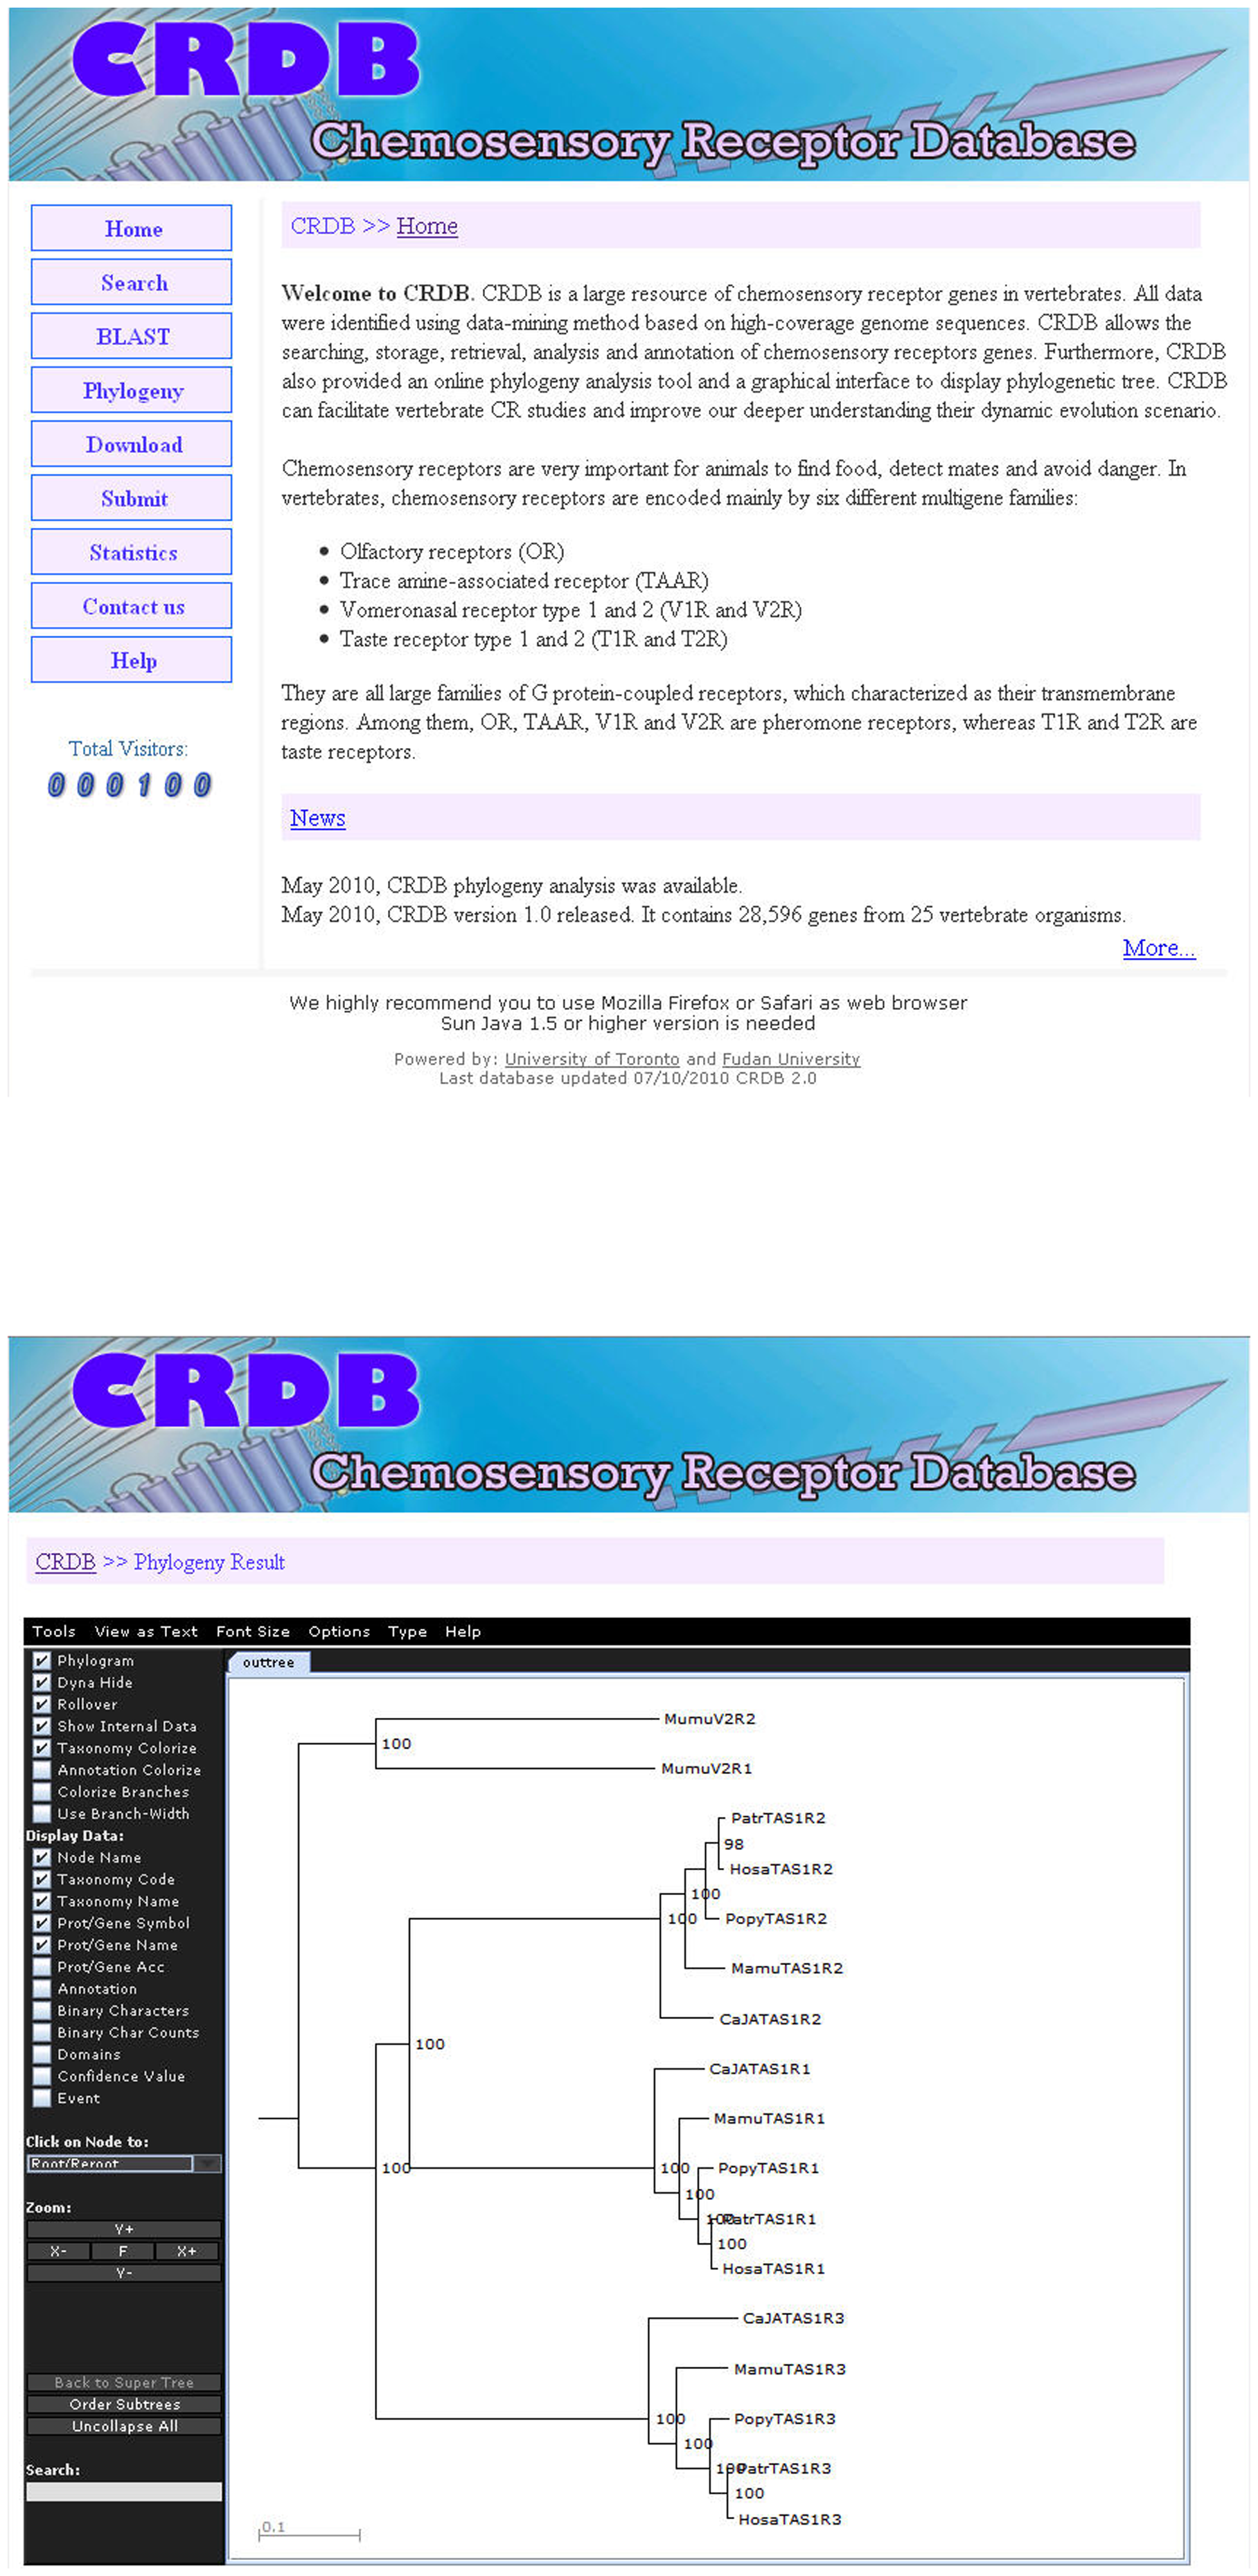 CRDB
Chemosensory Receptor Database
Home
Search
BLAST
Phylogeny
Download
Submit
Statistics
Contact us
Help
Total Visitors:
000100
CRDB >> Home
Welcome to CRDB. CRDB is a large resource of chemosensory receptor genes in vertebrates. All data
were identified using data-mining method based on high-coverage genome sequences. CRDB allows the
searching, storage, retrieval, analysis and annotation of chemosensory receptors genes. Furthermore, CRDB
also provided an online phylogeny analysis tool and a graphical interface to display phylogenetic tree. CRDB
can facilitate vertebrate CR studies and improve our deeper understanding their dynamic evolution scenario.
Chemosensory receptors are very important for animals to find food, detect mates and avoid danger. In
vertebrates, chemosensory receptors are encoded mainly by six different multigene families:
• Olfactory receptors (OR)
• Trace amine-associated receptor (TAAR)
• Vomeronasal receptor type 1 and 2 (V1R and V2R)
• Taste receptor type 1 and 2 (T1R and T2R)
They are all large families of G protein-coupled receptors, which characterized as their transmembrane
regions. Among them, OR, TAAR, V1R and V2R are pheromone receptors, whereas T1R and T2R are
taste receptors.
News
May 2010, CRDB phylogeny analysis was available.
May 2010, CRDB version 1.0 released. It contains 28,596 genes from 25 vertebrate organisms.
More...
We highly recommend you to use Mozilla Firefox or Safari as web browser
Sun Java 1.5 or higher version is needed
Powered by: University of Toronto and Fudan University
Last database updated 07/10/2010 CRDB 2.0
CRDB
Chemosensory Receptor Database
CRDB >> Phylogeny Result
Tools View as Text Font Size Options Type Help
Phylogram
Dyna Hide
Rollover
Show Internal Data
Taxonomy Colorize
Annotation Colorize
Colorize Branches
Use Branch-Width
Display Data:
Node Name
Taxonomy Code
Taxonomy Name
Prot/Gene Symbol
Prot/Gene Name
Prot/Gene Acc
Annotation
Binary Characters
Binary Char Counts
Domains
Confidence Value
Event
Click on Node to:
Root/Reroot
Zoom:
Y+
X- F X+
Y-
Back to Super Tree
Order Subtrees
Uncollapse All
Search:
outtree
MumuV2R2
100
MumuV2R1
PatrTAS1R2
98
HosaTAS1R2
100
100 PopyTAS1R2
MamuTAS1R2
CaJATAS1R2
100
CaJATAS1R1
MamuTAS1R1
100 100 PopyTAS1R1
100
100 PatrTAS1R1
100
HosaTAS1R1
CaJATAS1R3
MamuTAS1R3
100 PopyTAS1R3
100
100 PatrTAS1R3
100
HosaTAS1R3
0.1